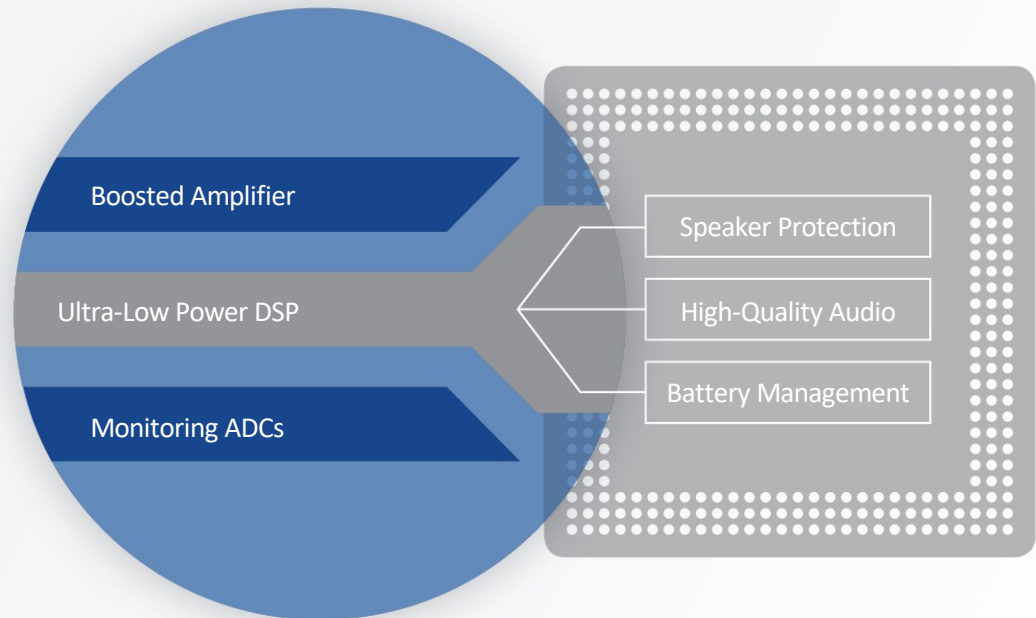 Boosted Amplifier
Ultra-Low Power DSP
Monitoring ADCs
Speaker Protection
High-Quality Audio
Battery Management